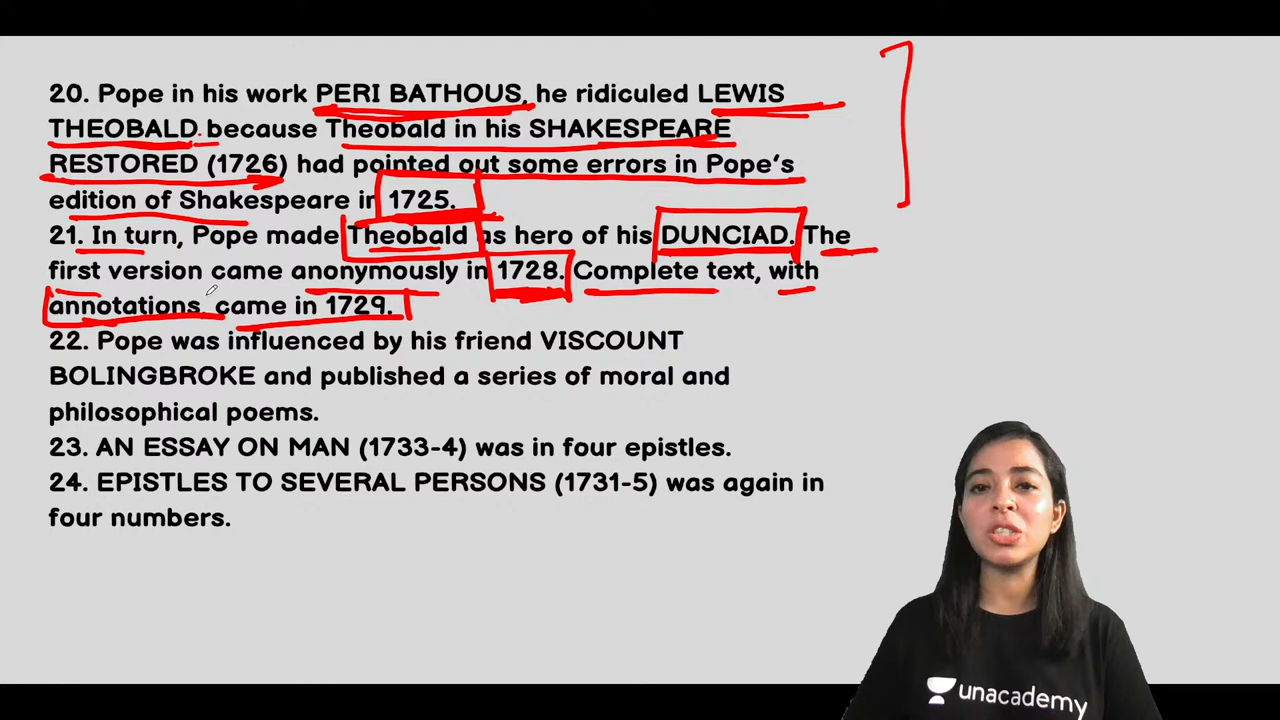 20. Pope in his work PERI BATHOUS, he ridiculed LEWIS
THEOBALD. because Theobald in his SHAKESPEARE
RESTORED (1726) had pointed out some errors in Pope's
edition of Shakespeare in 1725.
21. In turn, Pope made Theobald as hero of his DUNCIAD. The
first version came anonymously in 1728. Complete text, with
annotations, came in 1729.
22. Pope was influenced by his friend VISCOUNT
BOLINGBROKE and published a series of moral and
philosophical poems.
23. AN ESSAY ON MAN (1733-4) was in four epistles.
24. EPISTLES TO SEVERAL PERSONS (1731-5) was again in
four numbers.
unacademy